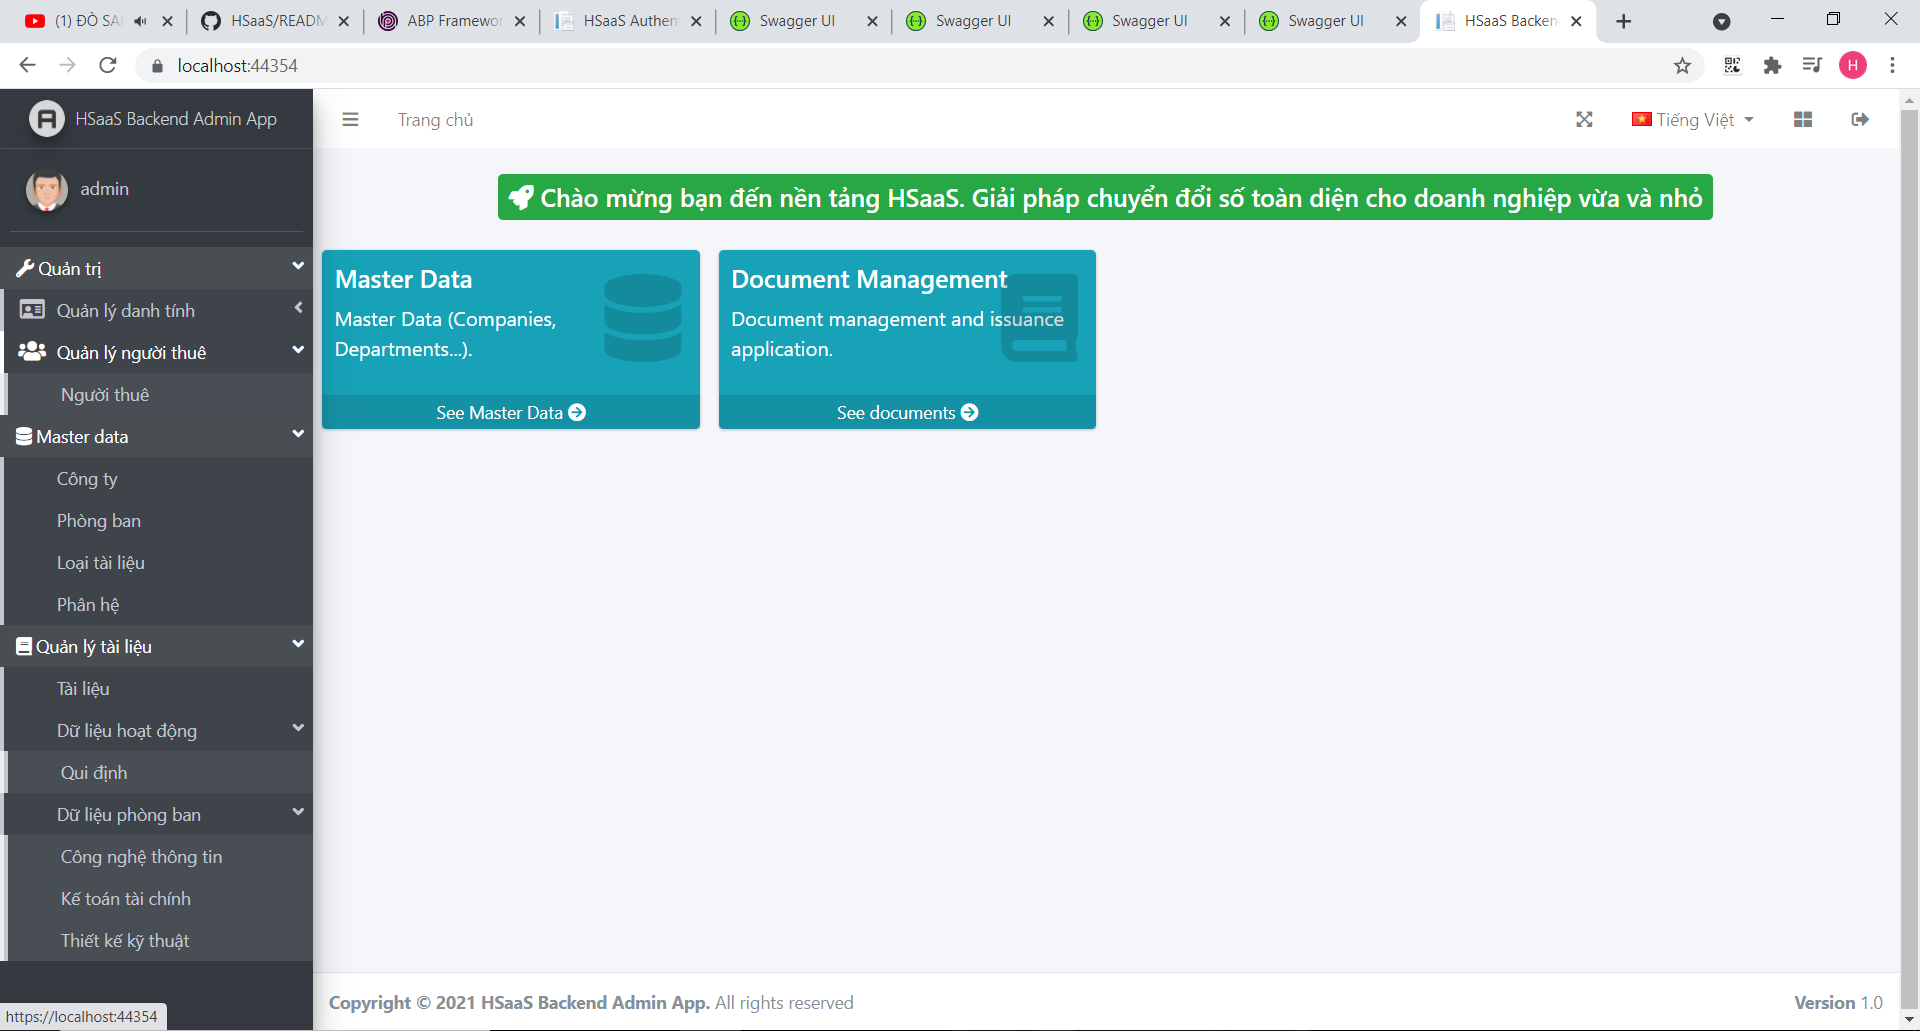 (1) ĐÒ SA
HSaaS/READM
ABP Framewor
HSaaS Authen
Swagger UI
Swagger UI
Swagger UI
Swagger UI
HSaaS Backen
localhost:44354
H
HSaaS Backend Admin App
Trang chủ
Tiếng Việt
admin
Chào mừng bạn đến nền tảng HSaaS. Giải pháp chuyển đổi số toàn diện cho doanh nghiệp vừa và nhỏ
Quản trị
Quản lý danh tính
Quản lý người thuê
Người thuê
Master data
Công ty
Phòng ban
Loại tài liệu
Phân hệ
Quản lý tài liệu
Tài liệu
Dữ liệu hoạt động
Qui định
Dữ liệu phòng ban
Công nghệ thông tin
Kế toán tài chính
Thiết kế kỹ thuật
Master Data
Master Data (Companies,
Departments...).
See Master Data
Document Management
Document management and issuance
application.
See documents
Copyright © 2021 HSaaS Backend Admin App. All rights reserved
Version 1.0
https://localhost:44354